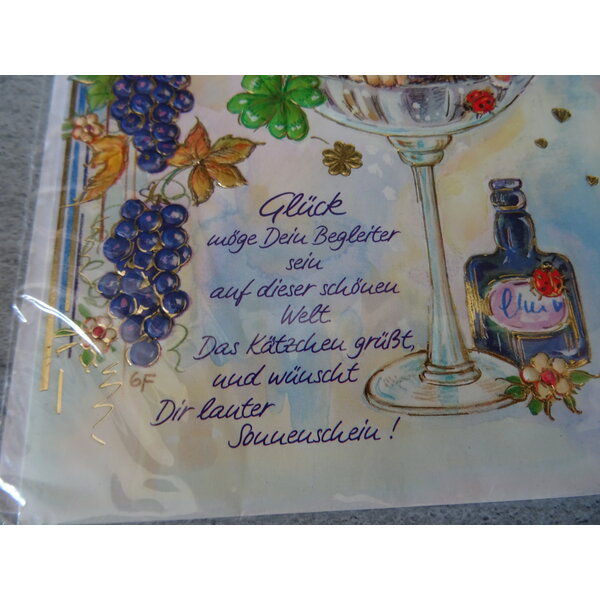 Glück
möge Dein Begleiter
sein
auf dieser schönen
Welt.
Das Kätzchen grüßt,
und wünscht
Dir lauter
Sonnenschein!
GF